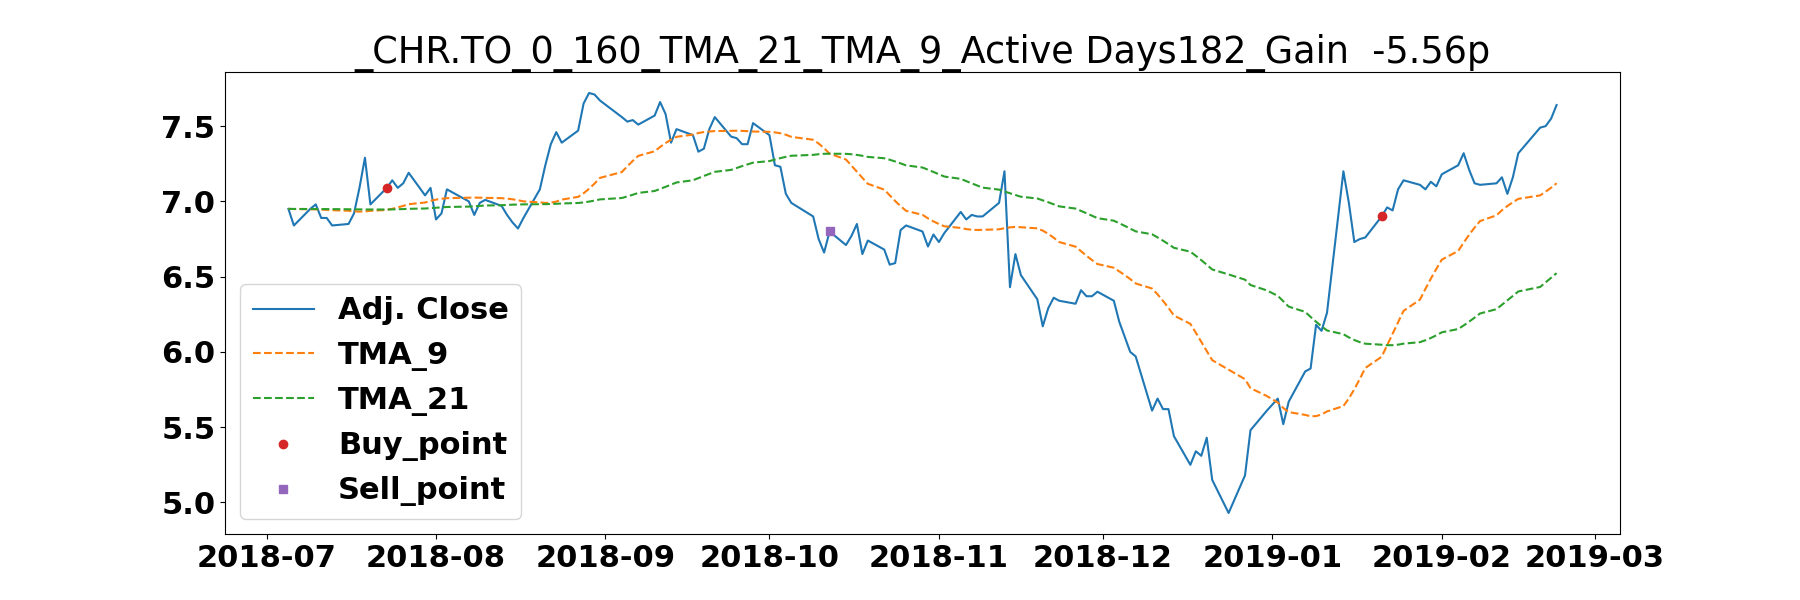 _CHR.TO_0_160_TMA_21_TMA_9_Active Days182_Gain  -5.56p
7.5
7.0
6.5
6.0
5.5
5.0
Adj. Close
TMA_9
TMA_21
Buy_point
Sell_point
2018-07 2018-08 2018-09 2018-10 2018-11 2018-12 2019-01 2019-02 2019-03